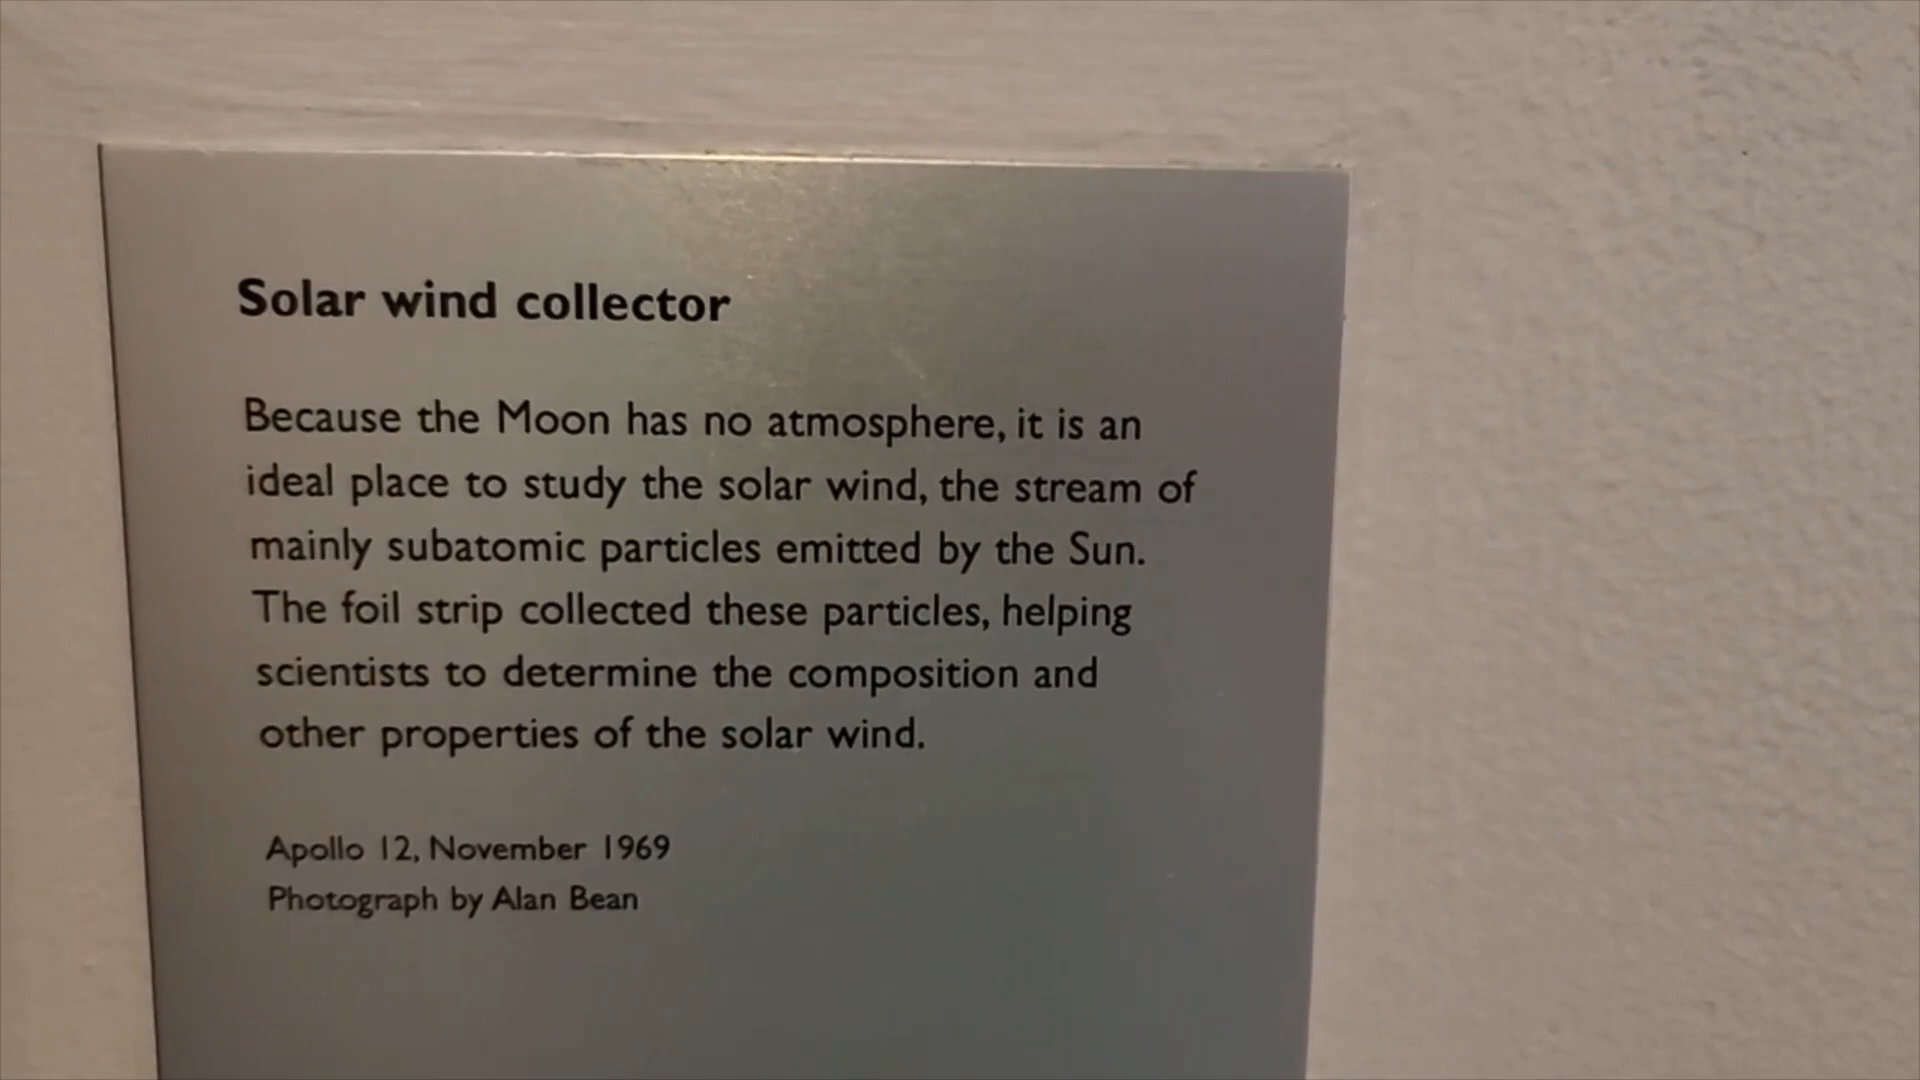 Solar wind collector
Because the Moon has no atmosphere, it is an
ideal place to study the solar wind, the stream of
mainly subatomic particles emitted by the Sun.
The foil strip collected these particles, helping
scientists to determine the composition and
other properties of the solar wind.
Apollo 12, November 1969
Photograph by Alan Bean